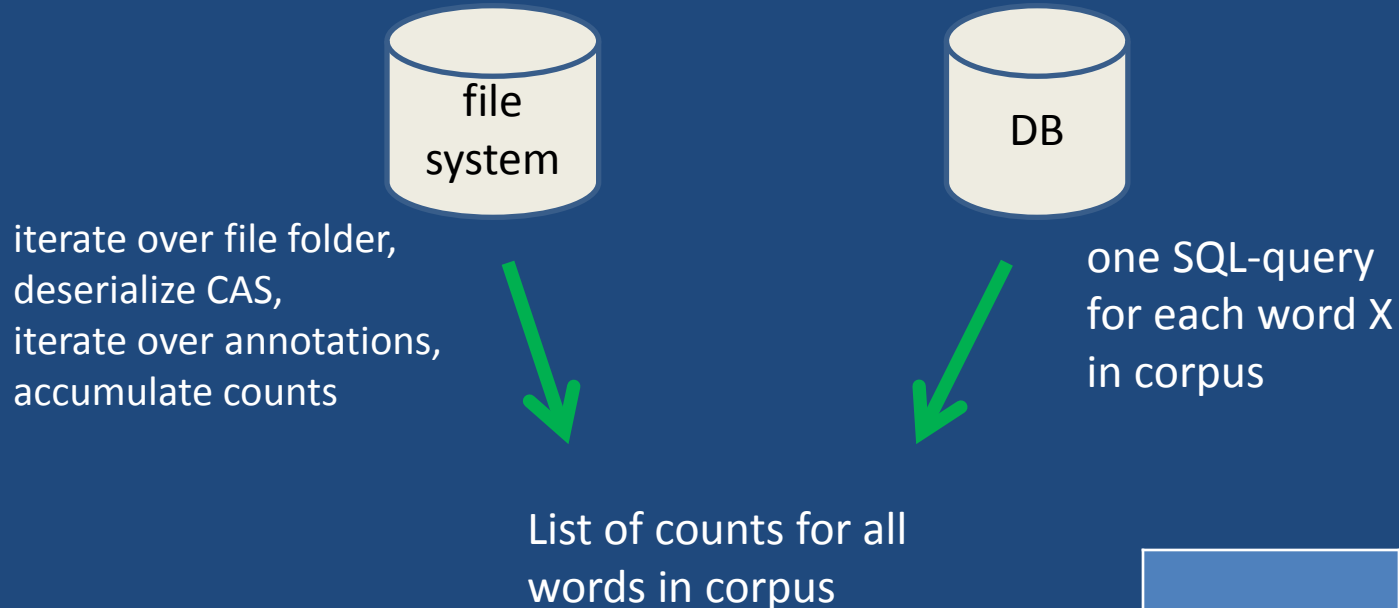 file
system
DB
iterate over file folder,
deserialize CAS,
iterate over annotations,
accumulate counts
one SQL-query
for each word X
in corpus
List of counts for all
words in corpus